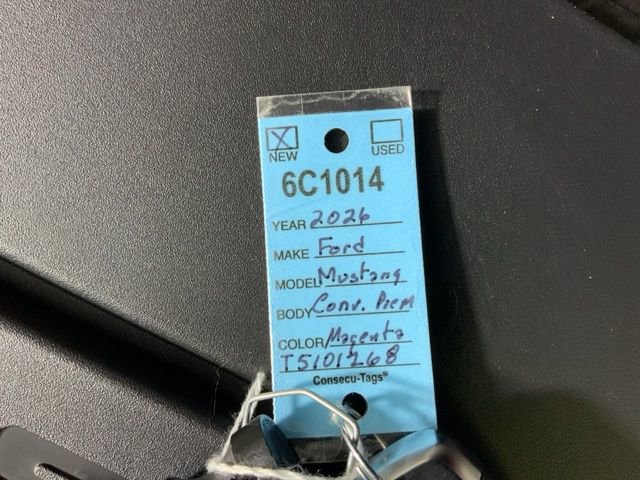 X
NEW USED
6C1014
YEAR 2026
MAKE Ford
MODEL Mustang
BODY Conv. Prem
COLOR Magenta
T5101268
Consecu-Tags®